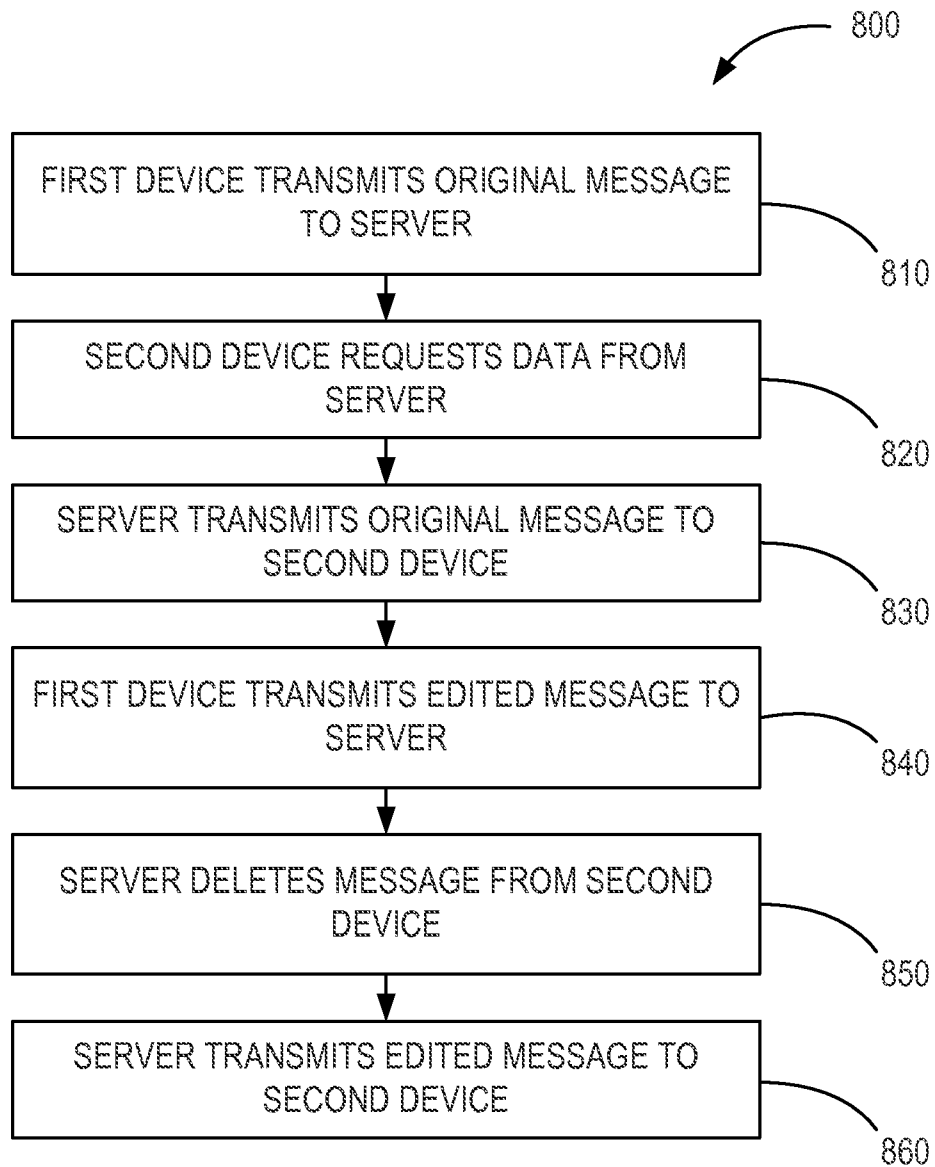 800
FIRST DEVICE TRANSMITS ORIGINAL MESSAGE
TO SERVER
810
SECOND DEVICE REQUESTS DATA FROM
SERVER
820
SERVER TRANSMITS ORIGINAL MESSAGE TO
SECOND DEVICE
830
FIRST DEVICE TRANSMITS EDITED MESSAGE TO
SERVER
840
SERVER DELETES MESSAGE FROM SECOND
DEVICE
850
SERVER TRANSMITS EDITED MESSAGE TO
SECOND DEVICE
860